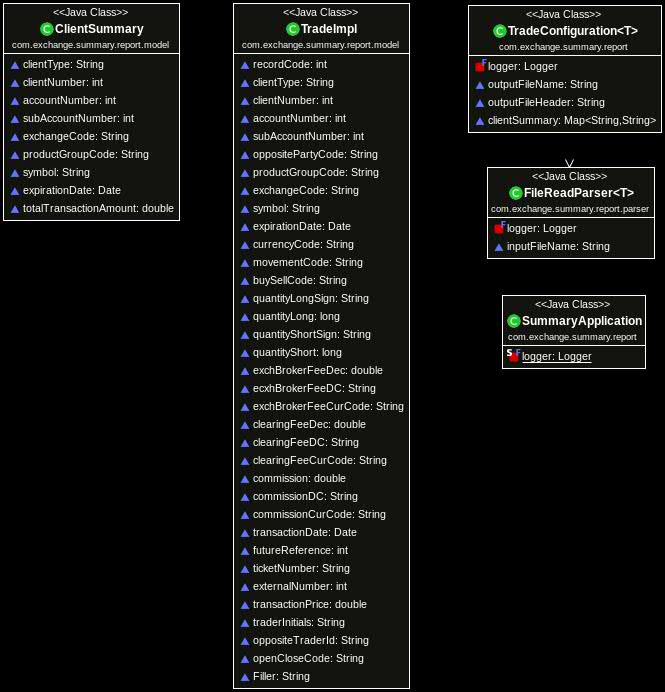 <<Java Class>>
ClientSummary
com.exchange.summary.report.model
clientType: String
clientNumber: int
accountNumber: int
subAccountNumber: int
exchangeCode: String
productGroupCode: String
symbol: String
expirationDate: Date
totalTransactionAmount: double
<<Java Class>>
TradeImpl
com.exchange.summary.report.model
recordCode: int
clientType: String
clientNumber: int
accountNumber: int
subAccountNumber: int
oppositePartyCode: String
productGroupCode: String
exchangeCode: String
symbol: String
expirationDate: Date
currencyCode: String
movementCode: String
buySellCode: String
quantityLongSign: String
quantityLong: long
quantityShortSign: String
quantityShort: long
exchBrokerFeeDec: double
ecxhBrokerFeeDC: String
exchBrokerFeeCurCode: String
clearingFeeDec: double
clearingFeeDC: String
clearingFeeCurCode: String
commission: double
commissionDC: String
commissionCurCode: String
transactionDate: Date
futureReference: int
ticketNumber: String
externalNumber: int
transactionPrice: double
traderInitials: String
oppositeTraderId: String
openCloseCode: String
Filler: String
<<Java Class>>
TradeConfiguration<T>
com.exchange.summary.report
logger: Logger
outputFileName: String
outputFileHeader: String
clientSummary: Map<String,String>
<<Java Class>>
FileReadParser<T>
com.exchange.summary.report.parser
logger: Logger
inputFileName: String
<<Java Class>>
SummaryApplication
com.exchange.summary.report
logger: Logger